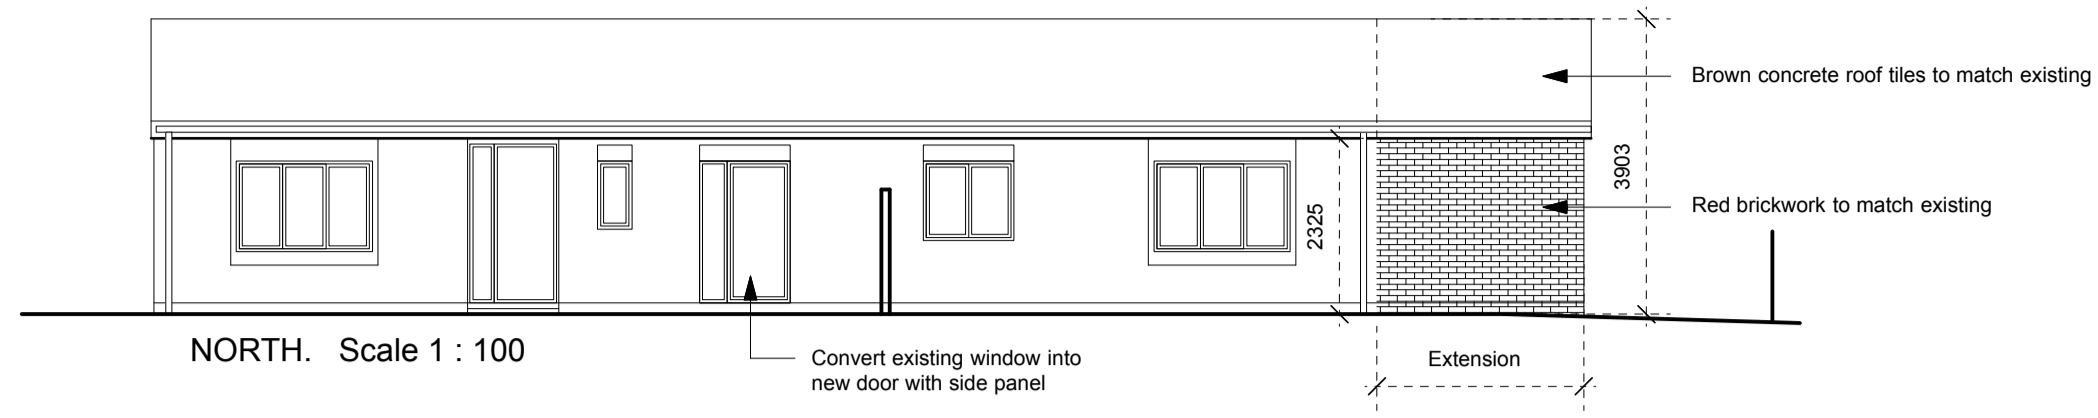 Brown concrete roof tiles to match existing
3903
Red brickwork to match existing
2325
NORTH. Scale 1 : 100
Convert existing window into
new door with side panel
Extension